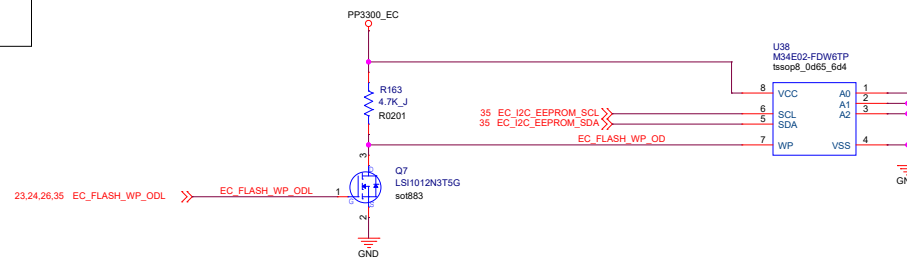 PP3300_EC
U38
M34E02-FDW6TP
tssop8_0d65_6d4
R163
4.7K_J
R0201
8 VCC A0 1
A1 2
35 EC_I2C_EEPROM_SCL 6 SCL A2 3
35 EC_I2C_EEPROM_SDA 5 SDA
EC_FLASH_WP_OD 7 WP VSS 4
3
Q7
LSI1012N3T5G
sot883
23,24,26,35 EC_FLASH_WP_ODL EC_FLASH_WP_ODL 1
2
GND